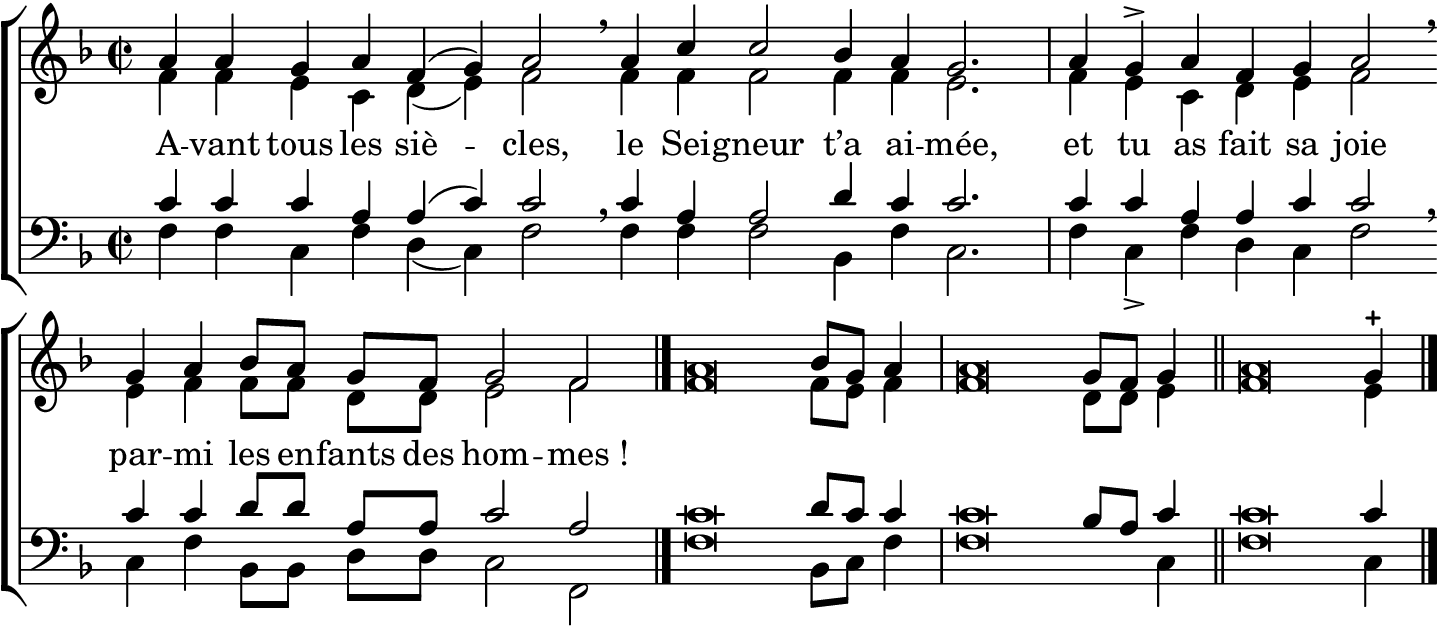 A -- vant tous les siè -- cles, le Seigneur t’a ai -- mée, et tu as fait sa joie
par -- mi les enfants des hom -- mes !